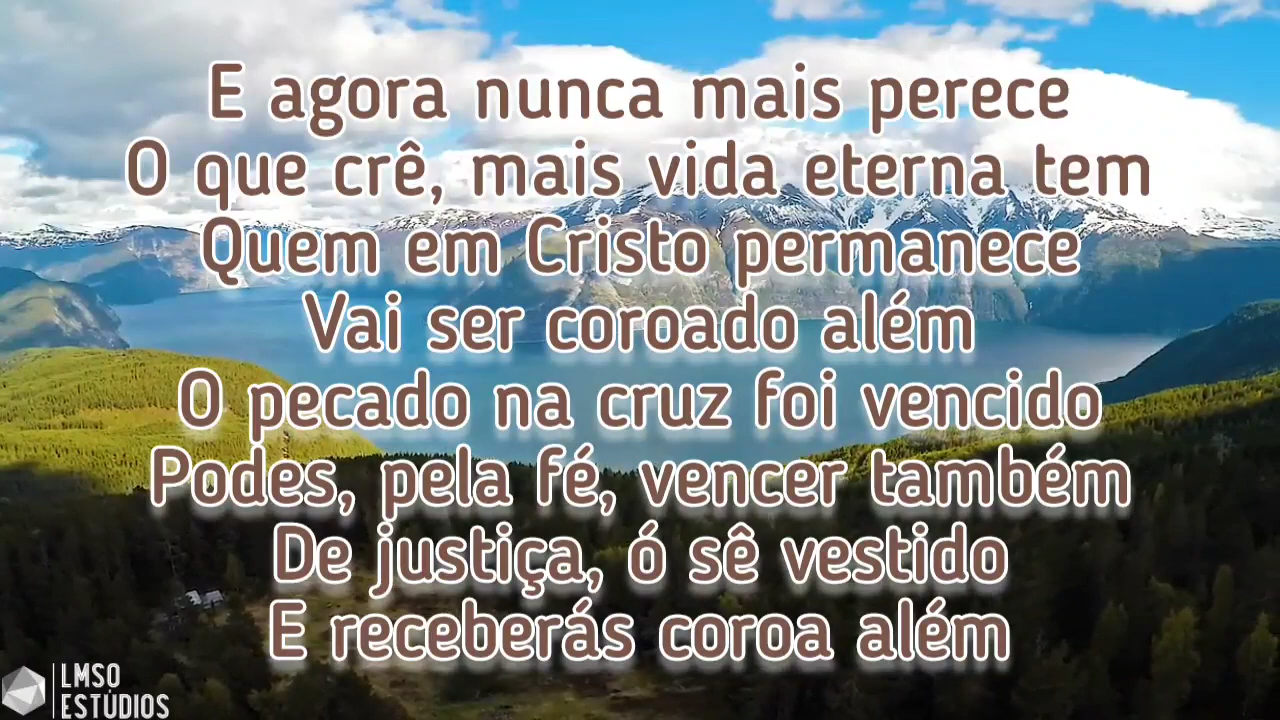 E agora nunca mais perece
O que crê, mais vida eterna tem
Quem em Cristo permanece
Vai ser coroado além
O pecado na cruz foi vencido
Podes, pela fé, vencer também
De justiça, ó sê vestido
E receberás coroa além
LMSO
ESTÚDIOS